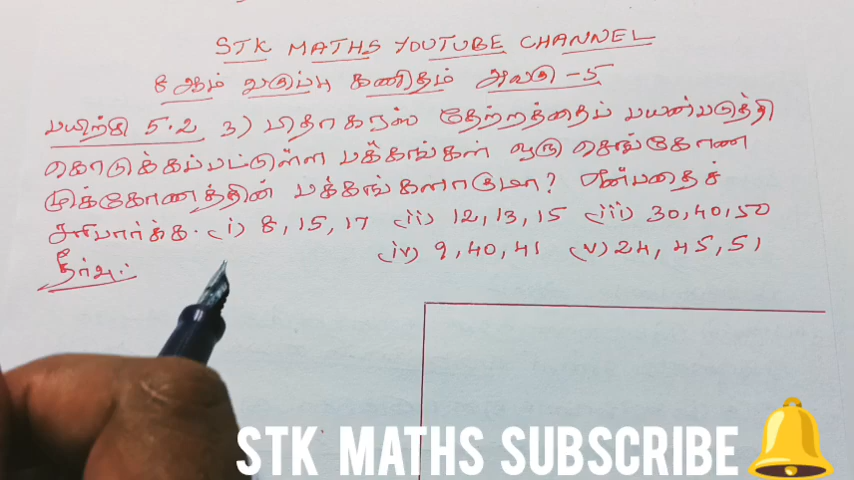 STK MATHS YOUTUBE CHANNEL
8 ஆம் வகுப்பு கணிதம் அலகு - 5
பயிற்சி 5.2 3) பிதாகரஸ் தேற்றத்தைப் பயன்படுத்தி
கொடுக்கப்பட்டுள்ள பக்கங்கள் ஒரு செங்கோண
முக்கோணத்தின் பக்கங்களாகுமா? என்பதைச்
சரிபார்க்க. i) 8, 15, 17 ii) 12, 13, 15 iii) 30, 40, 50
iv) 9, 40, 41 v) 24, 45, 51
தீர்வு:
STK MATHS SUBSCRIBE